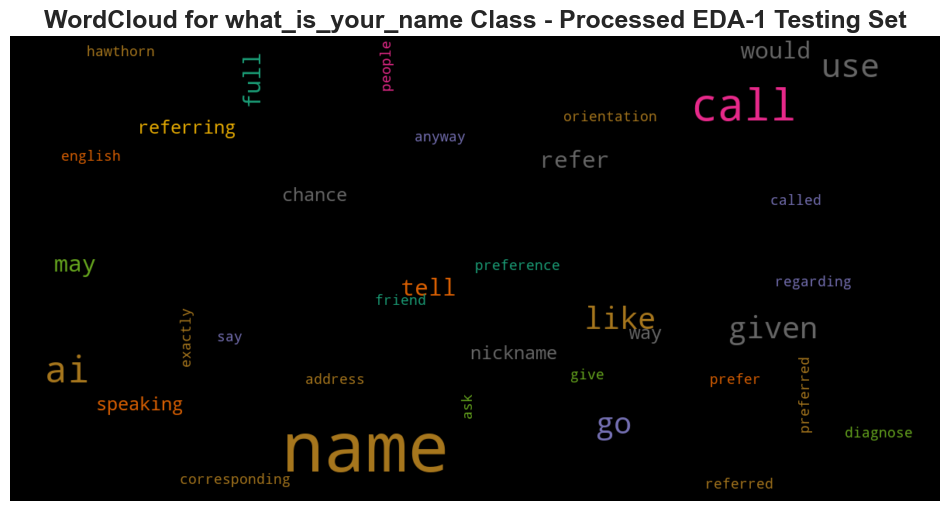 WordCloud for what_is_your_name Class - Processed EDA-1 Testing Set
hawthorn
full
people
would
use
call
referring
orientation
anyway
english
refer
chance
called
may
preference
tell
friend
regarding
like
way
given
exactly
say
nickname
ai
address
give
prefer
preferred
speaking
ask
go
diagnose
name
corresponding
referred